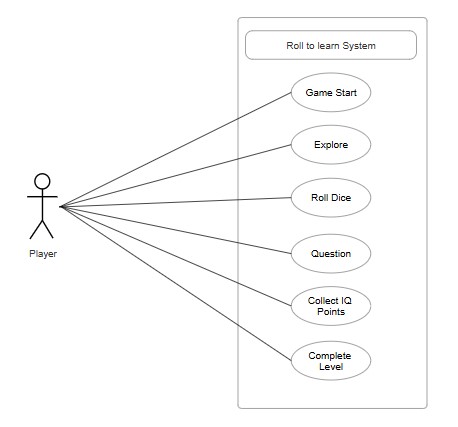 Roll to learn System
Game Start
Explore
Roll Dice
Player
Question
Collect IQ
Points
Complete
Level